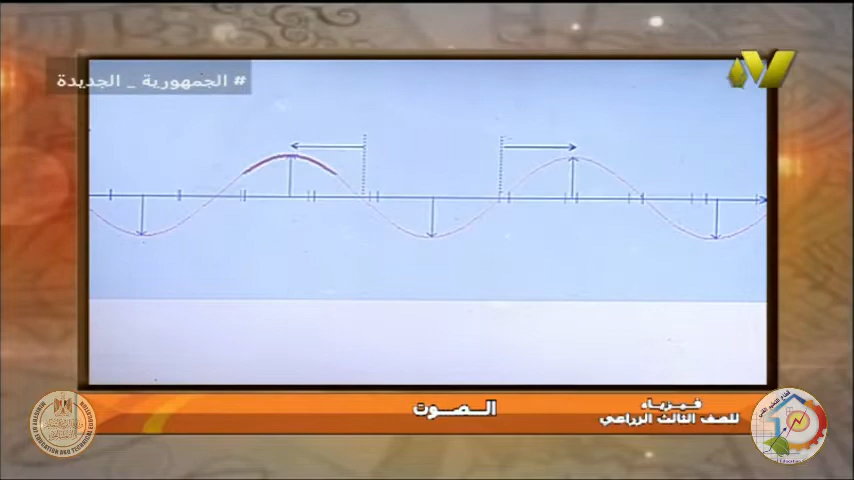 # الجمهورية _ الجديدة
فيزياء
للصف الثالث الزراعي
الصوت